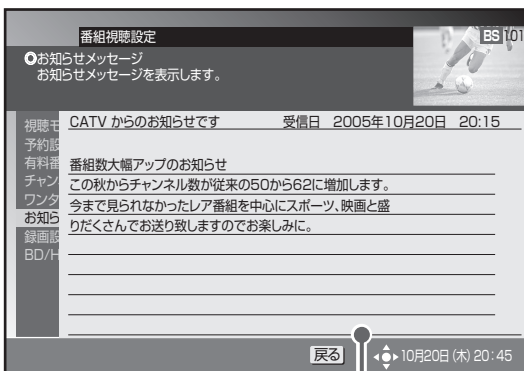 番組視聴設定
BS 101
お知らせメッセージ
お知らせメッセージを表示します。
CATV からのお知らせです 受信日 2005年10月20日 20:15
視聴モ
予約設
有料番
チャン
ワンタ
お知ら
録画設
BD/H
番組数大幅アップのお知らせ
この秋からチャンネル数が従来の50から62に増加します。
今まで見られなかったレア番組を中心にスポーツ、映画と盛
りだくさんでお送り致しますのでお楽しみに。
戻る 10月20日(木) 20:45